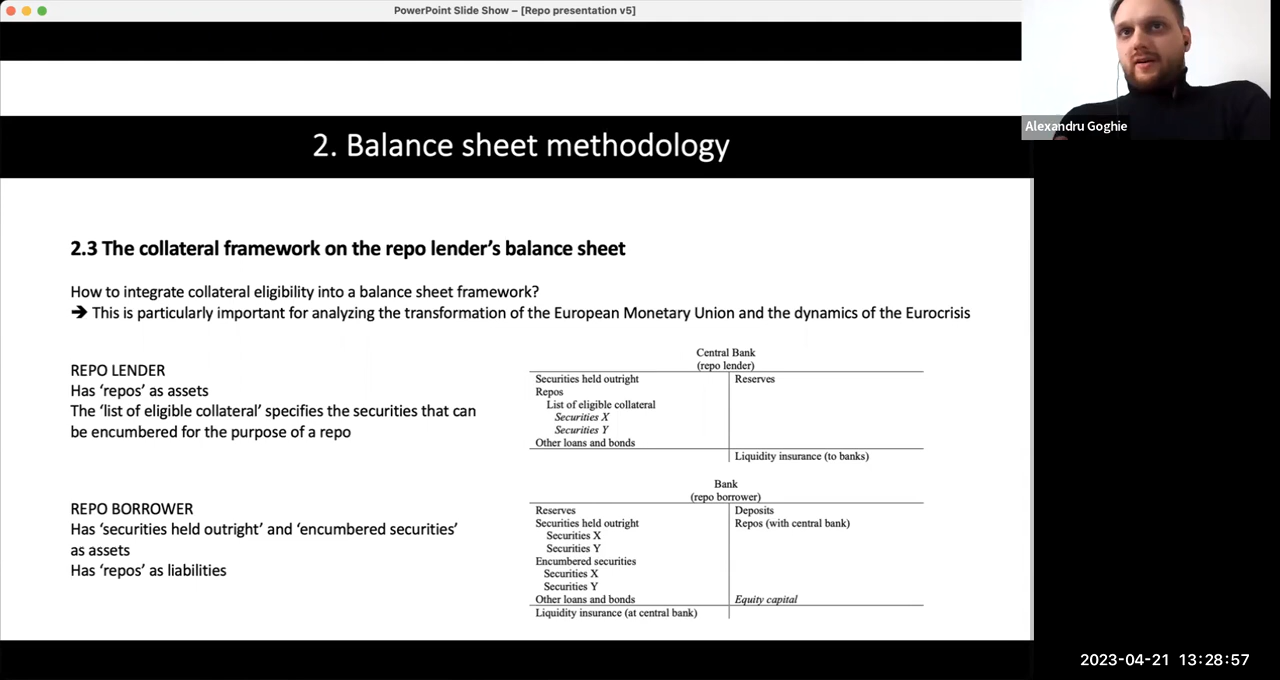 PowerPoint Slide Show – [Repo presentation v5]
Alexandru Goghie
2. Balance sheet methodology
2.3 The collateral framework on the repo lender's balance sheet
How to integrate collateral eligibility into a balance sheet framework?
➔ This is particularly important for analyzing the transformation of the European Monetary Union and the dynamics of the Eurocrisis
REPO LENDER
Has 'repos' as assets
The 'list of eligible collateral' specifies the securities that can
be encumbered for the purpose of a repo
Central Bank
(repo lender)
Securities held outright Reserves
Repos
List of eligible collateral
Securities X
Securities Y
Other loans and bonds
Liquidity insurance (to banks)
REPO BORROWER
Has 'securities held outright' and 'encumbered securities'
as assets
Has 'repos' as liabilities
Bank
(repo borrower)
Reserves Deposits
Securities held outright Repos (with central bank)
Securities X
Securities Y
Encumbered securities
Securities X
Securities Y
Other loans and bonds Equity capital
Liquidity insurance (at central bank)
2023-04-21 13:28:57